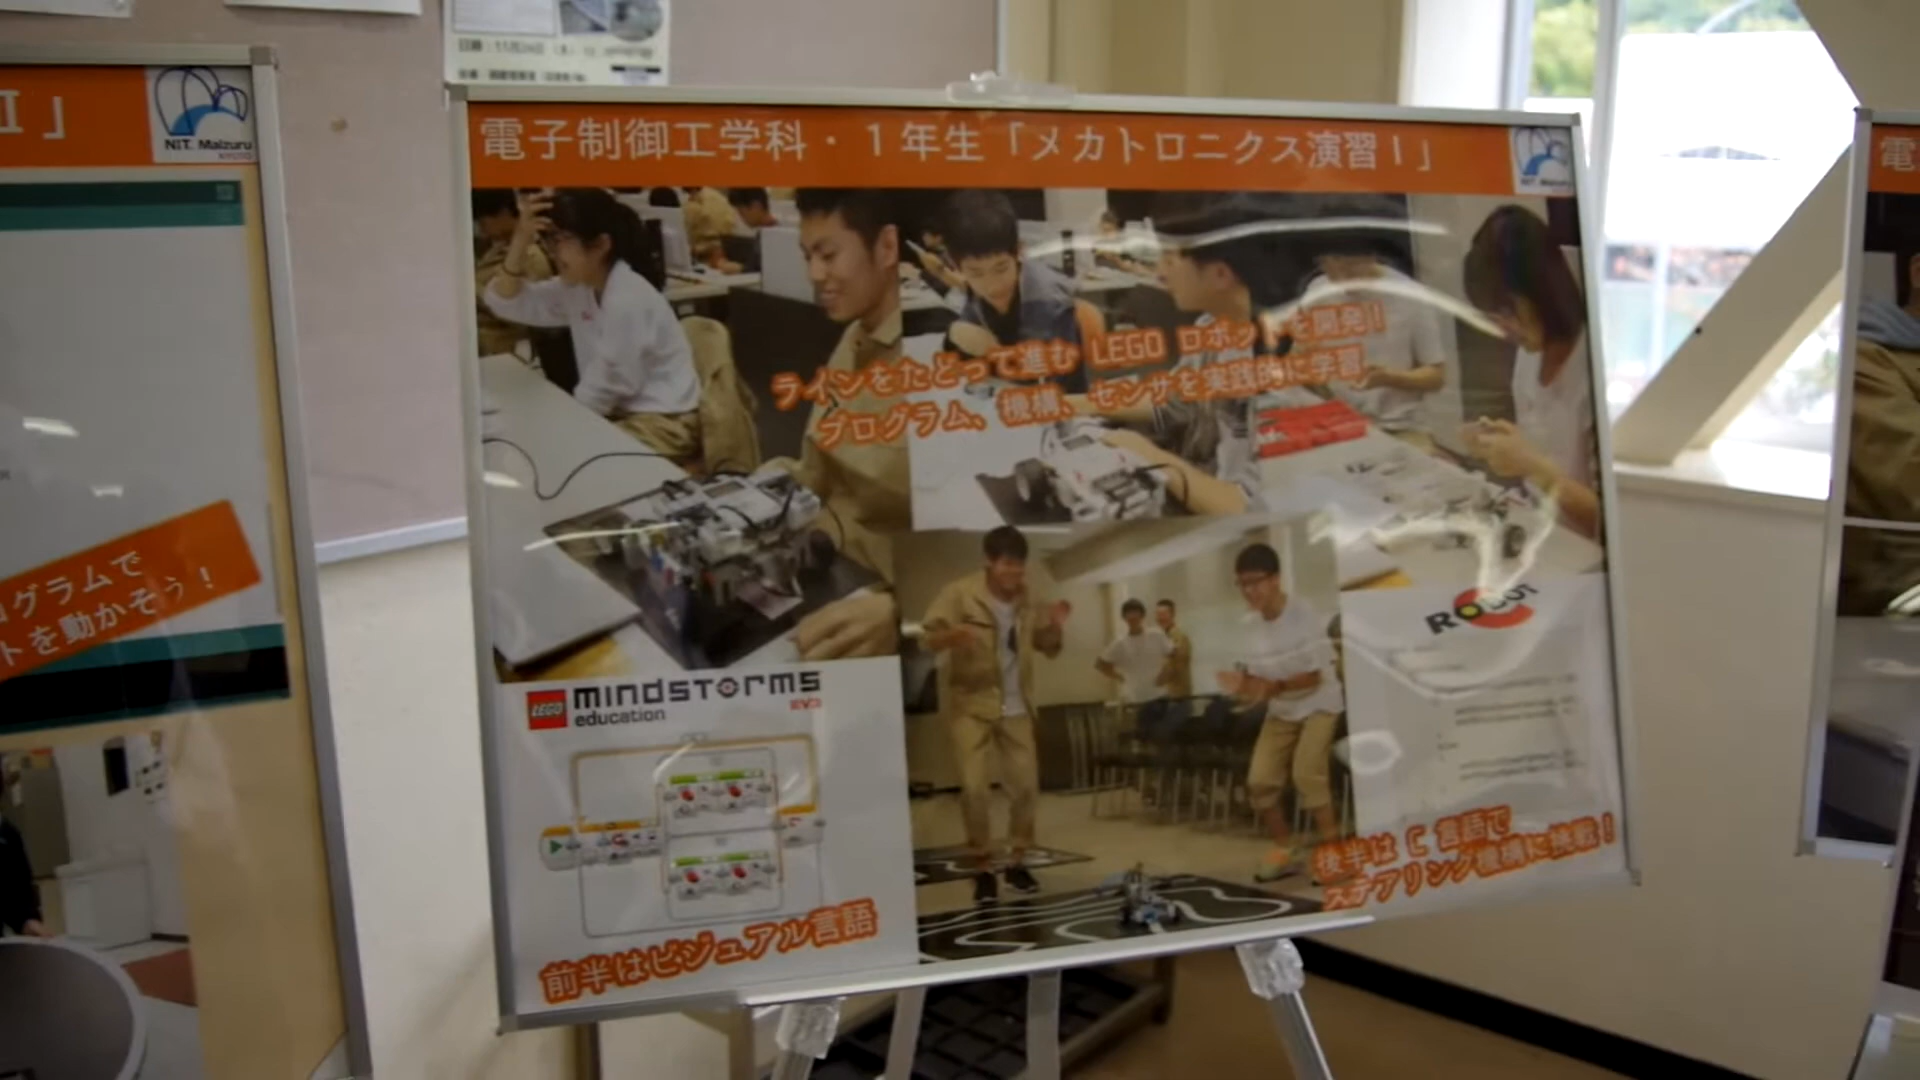 Ⅱ」
NIT. Maizuru
KYOTO
ログラムで
トを動かそう！
電子制御工学科・１年生「メカトロニクス演習Ⅰ」
ラインをたどって進む LEGO ロボットを開発！
プログラム、機構、センサを実践的に学習
LEGO mindstorms
education EV3
前半はビジュアル言語
ROBOT
後半は C 言語で
ステアリング機構に挑戦！
電